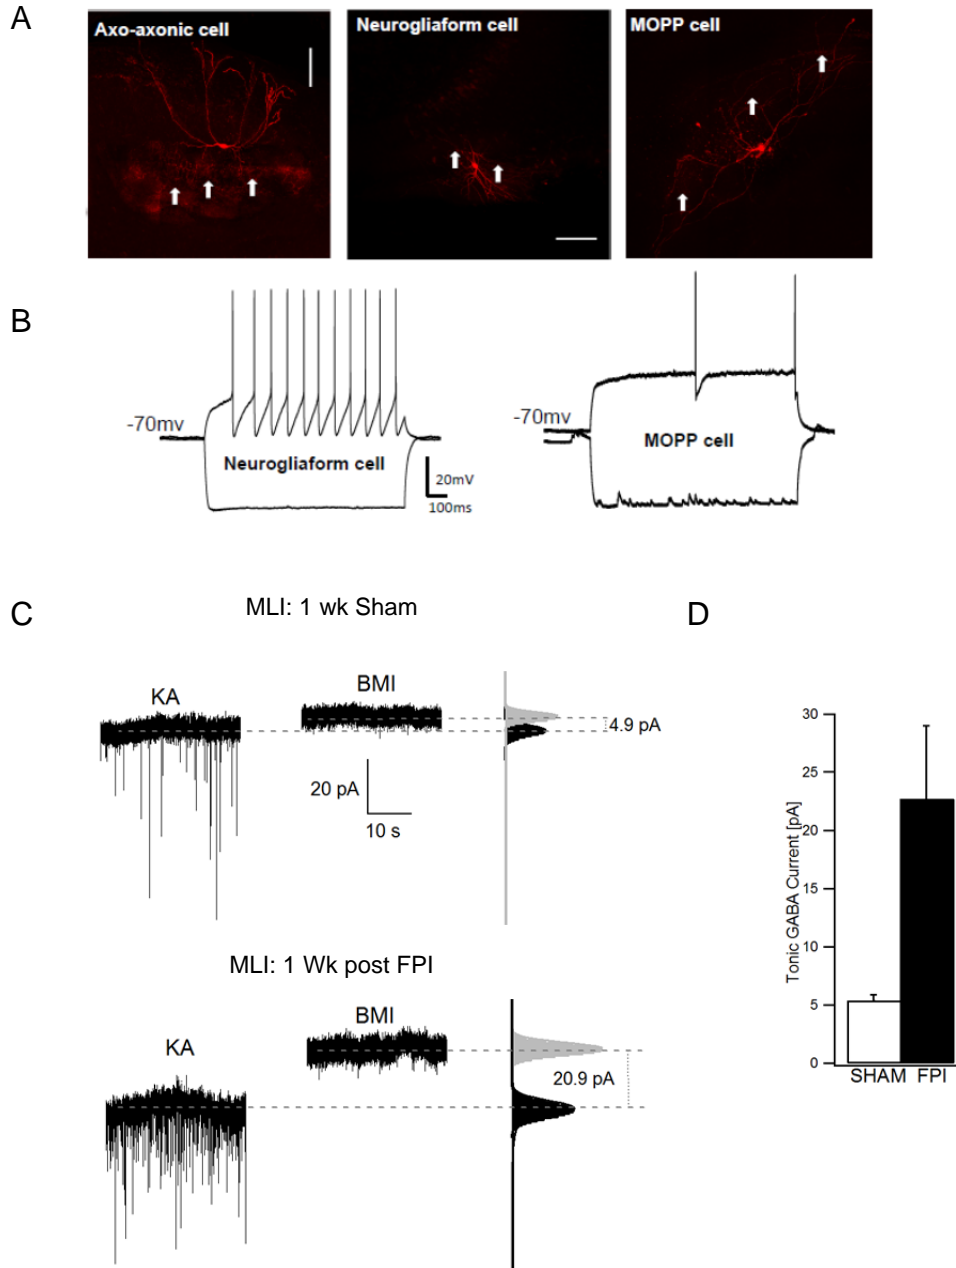 A
Axo-axonic cell
Neurogliaform cell
MOPP cell
B
-70mv
Neurogliaform cell
20mV
100ms
-70mv
MOPP cell
C
MLI: 1 wk Sham
KA
BMI
4.9 pA
20 pA
10 s
MLI: 1 Wk post FPI
KA
BMI
20.9 pA
D
Tonic GABA Current [pA]
30
25
20
15
10
5
0
SHAM FPI